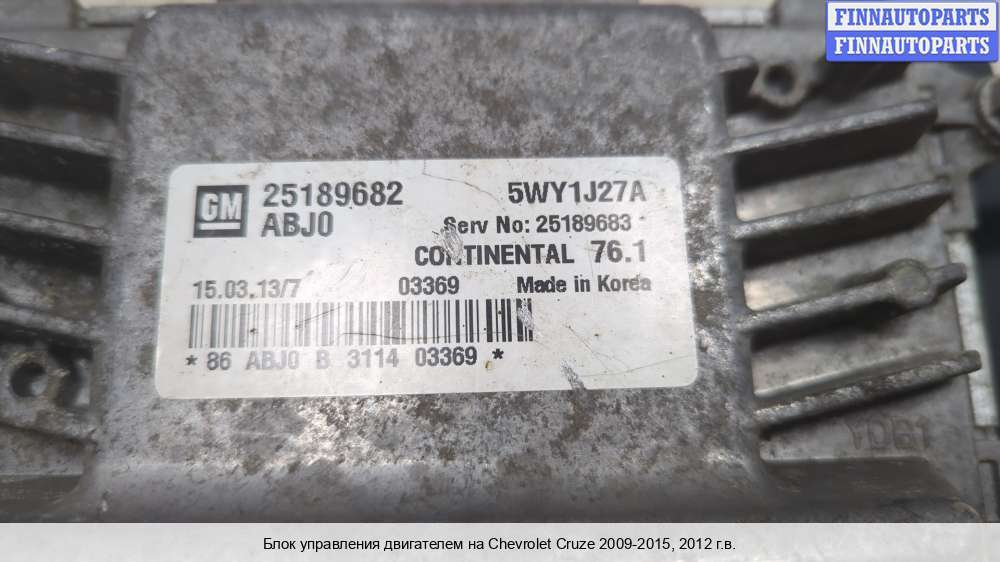 FINNAUTOPARTS
FINNAUTOPARTS
GM 25189682 5WY1J27A
ABJ0 Serv No: 25189683
CONTINENTAL 76.1
15.03.13/7 03369 Made in Korea
* 86 ABJ0 B 3114 03369 *
YDB1
Блок управления двигателем на Chevrolet Cruze 2009-2015, 2012 г.в.